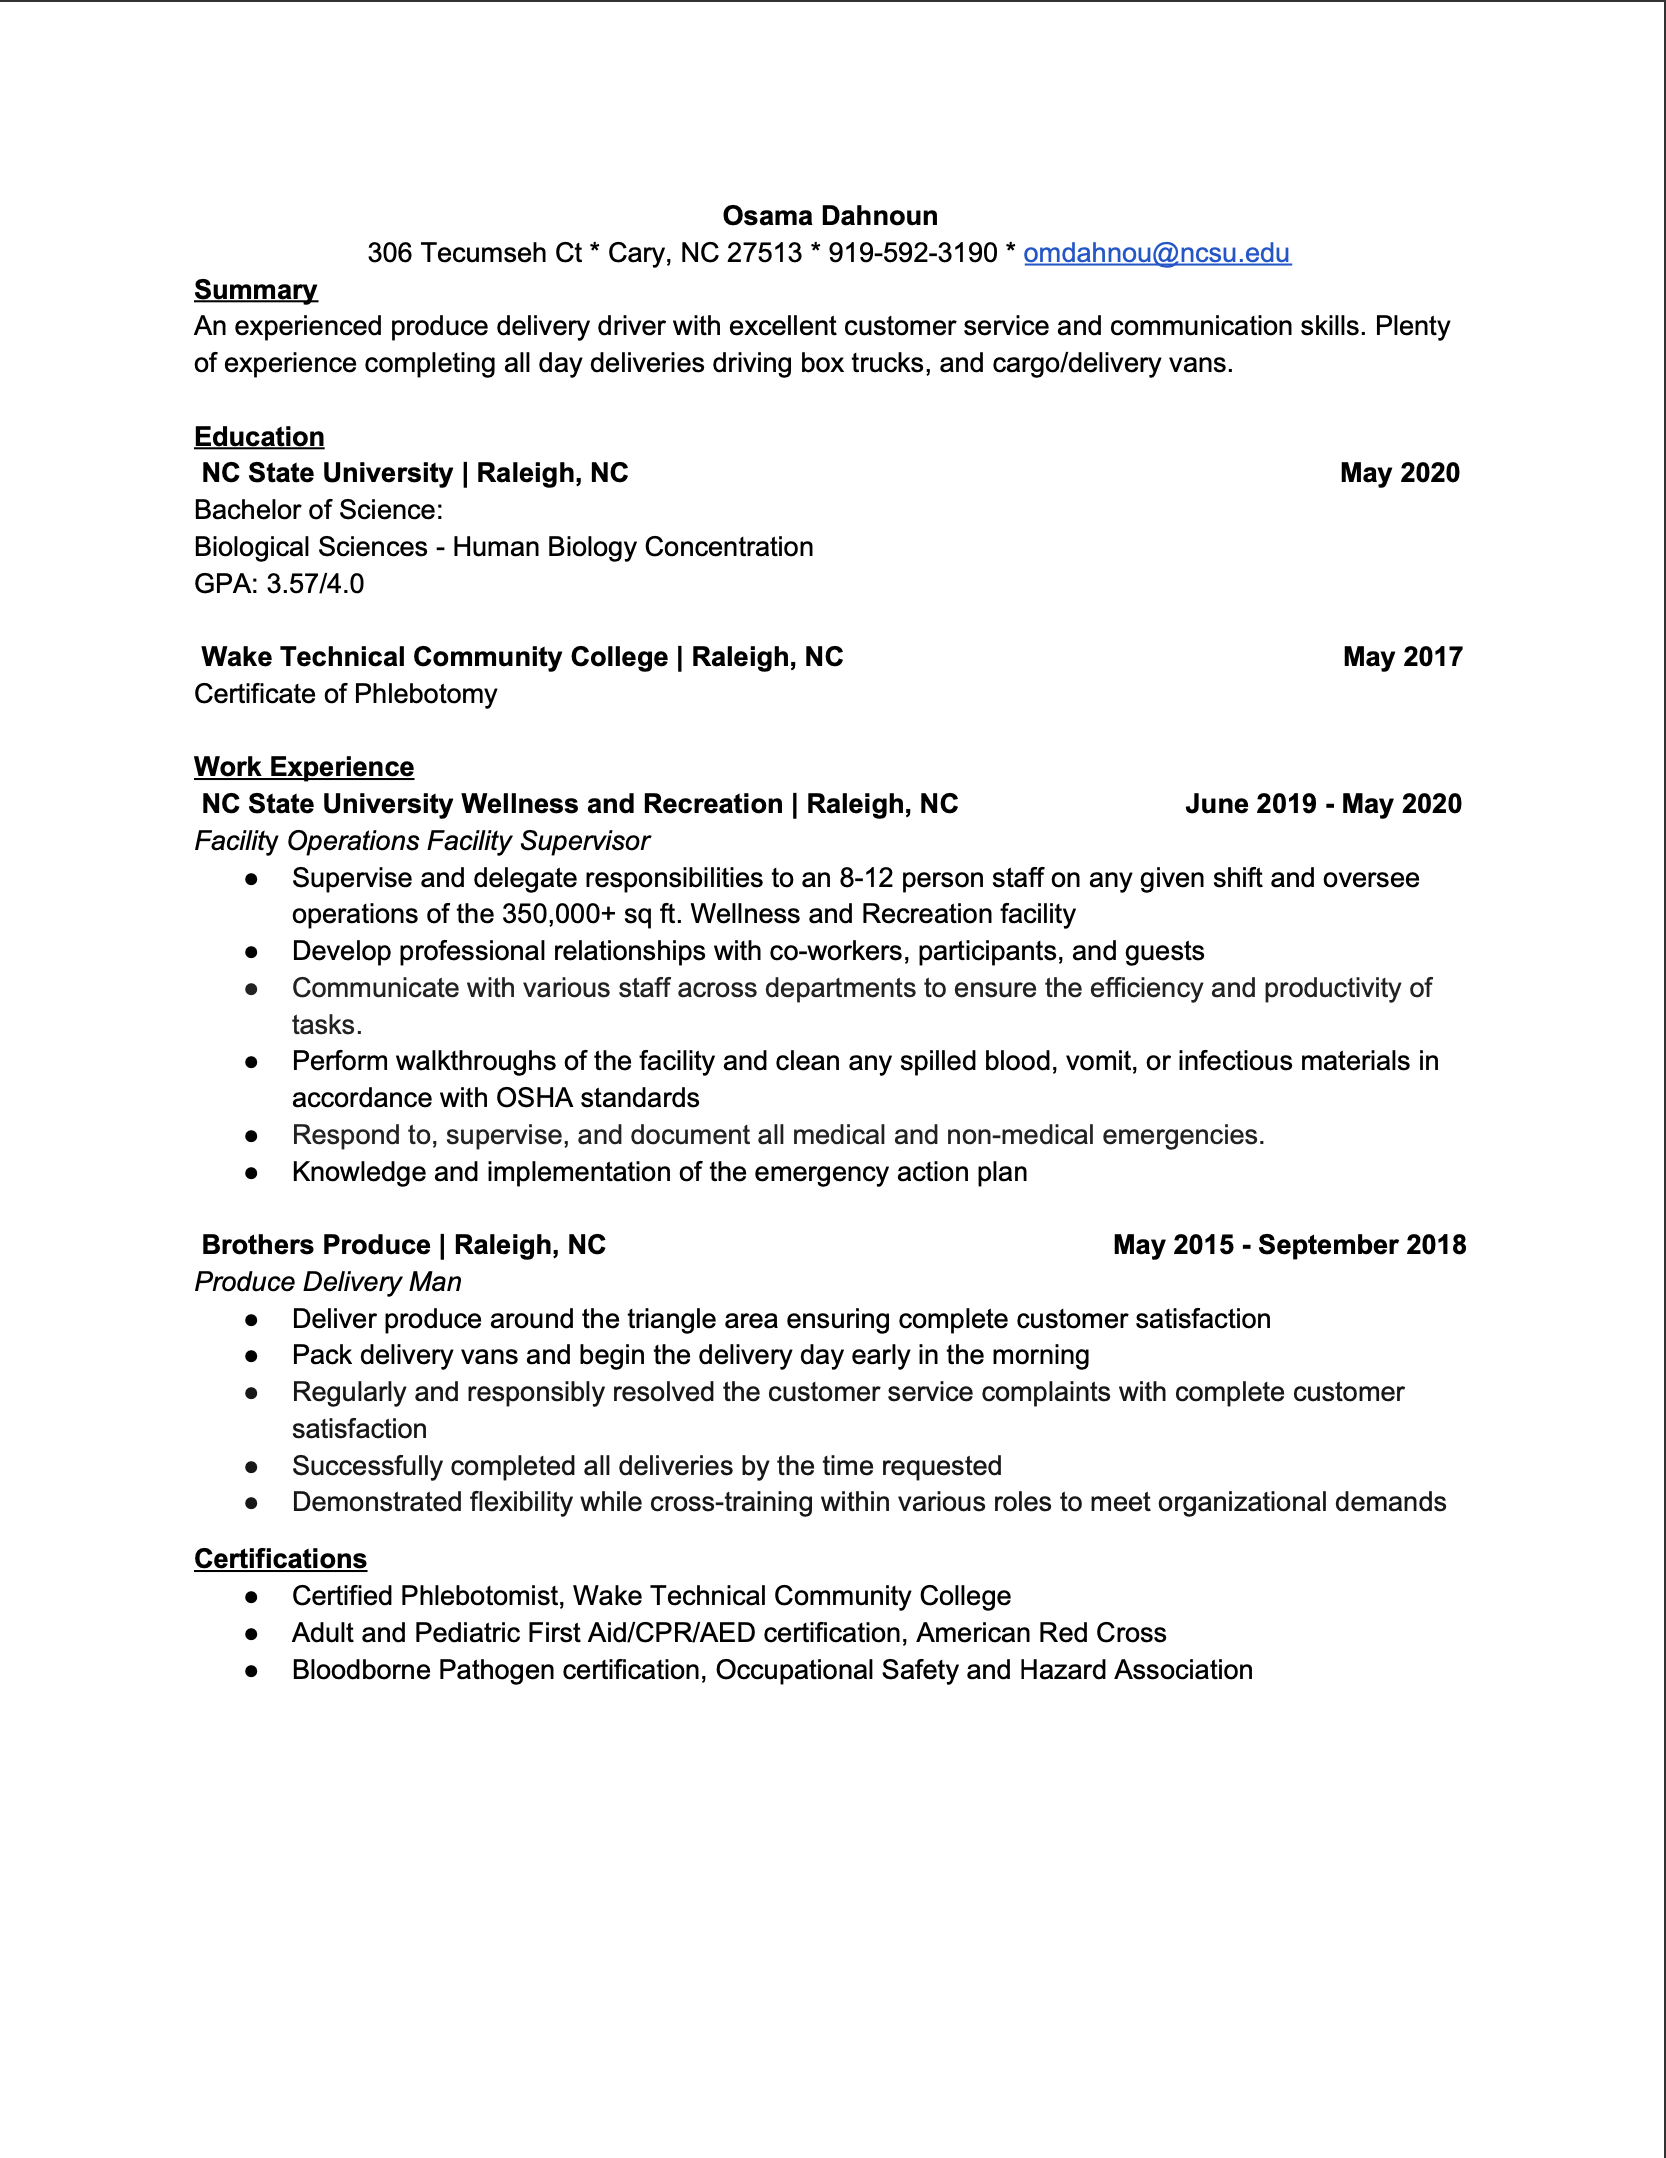 Osama Dahnoun
306 Tecumseh Ct * Cary, NC 27513 * 919-592-3190 * omdahnou@ncsu.edu
Summary
An experienced produce delivery driver with excellent customer service and communication skills. Plenty
of experience completing all day deliveries driving box trucks, and cargo/delivery vans.
Education
NC State University | Raleigh, NC May 2020
Bachelor of Science:
Biological Sciences - Human Biology Concentration
GPA: 3.57/4.0
Wake Technical Community College | Raleigh, NC May 2017
Certificate of Phlebotomy
Work Experience
NC State University Wellness and Recreation | Raleigh, NC June 2019 - May 2020
Facility Operations Facility Supervisor
● Supervise and delegate responsibilities to an 8-12 person staff on any given shift and oversee
operations of the 350,000+ sq ft. Wellness and Recreation facility
● Develop professional relationships with co-workers, participants, and guests
● Communicate with various staff across departments to ensure the efficiency and productivity of
tasks.
● Perform walkthroughs of the facility and clean any spilled blood, vomit, or infectious materials in
accordance with OSHA standards
● Respond to, supervise, and document all medical and non-medical emergencies.
● Knowledge and implementation of the emergency action plan
Brothers Produce | Raleigh, NC May 2015 - September 2018
Produce Delivery Man
● Deliver produce around the triangle area ensuring complete customer satisfaction
● Pack delivery vans and begin the delivery day early in the morning
● Regularly and responsibly resolved the customer service complaints with complete customer
satisfaction
● Successfully completed all deliveries by the time requested
● Demonstrated flexibility while cross-training within various roles to meet organizational demands
Certifications
● Certified Phlebotomist, Wake Technical Community College
● Adult and Pediatric First Aid/CPR/AED certification, American Red Cross
● Bloodborne Pathogen certification, Occupational Safety and Hazard Association